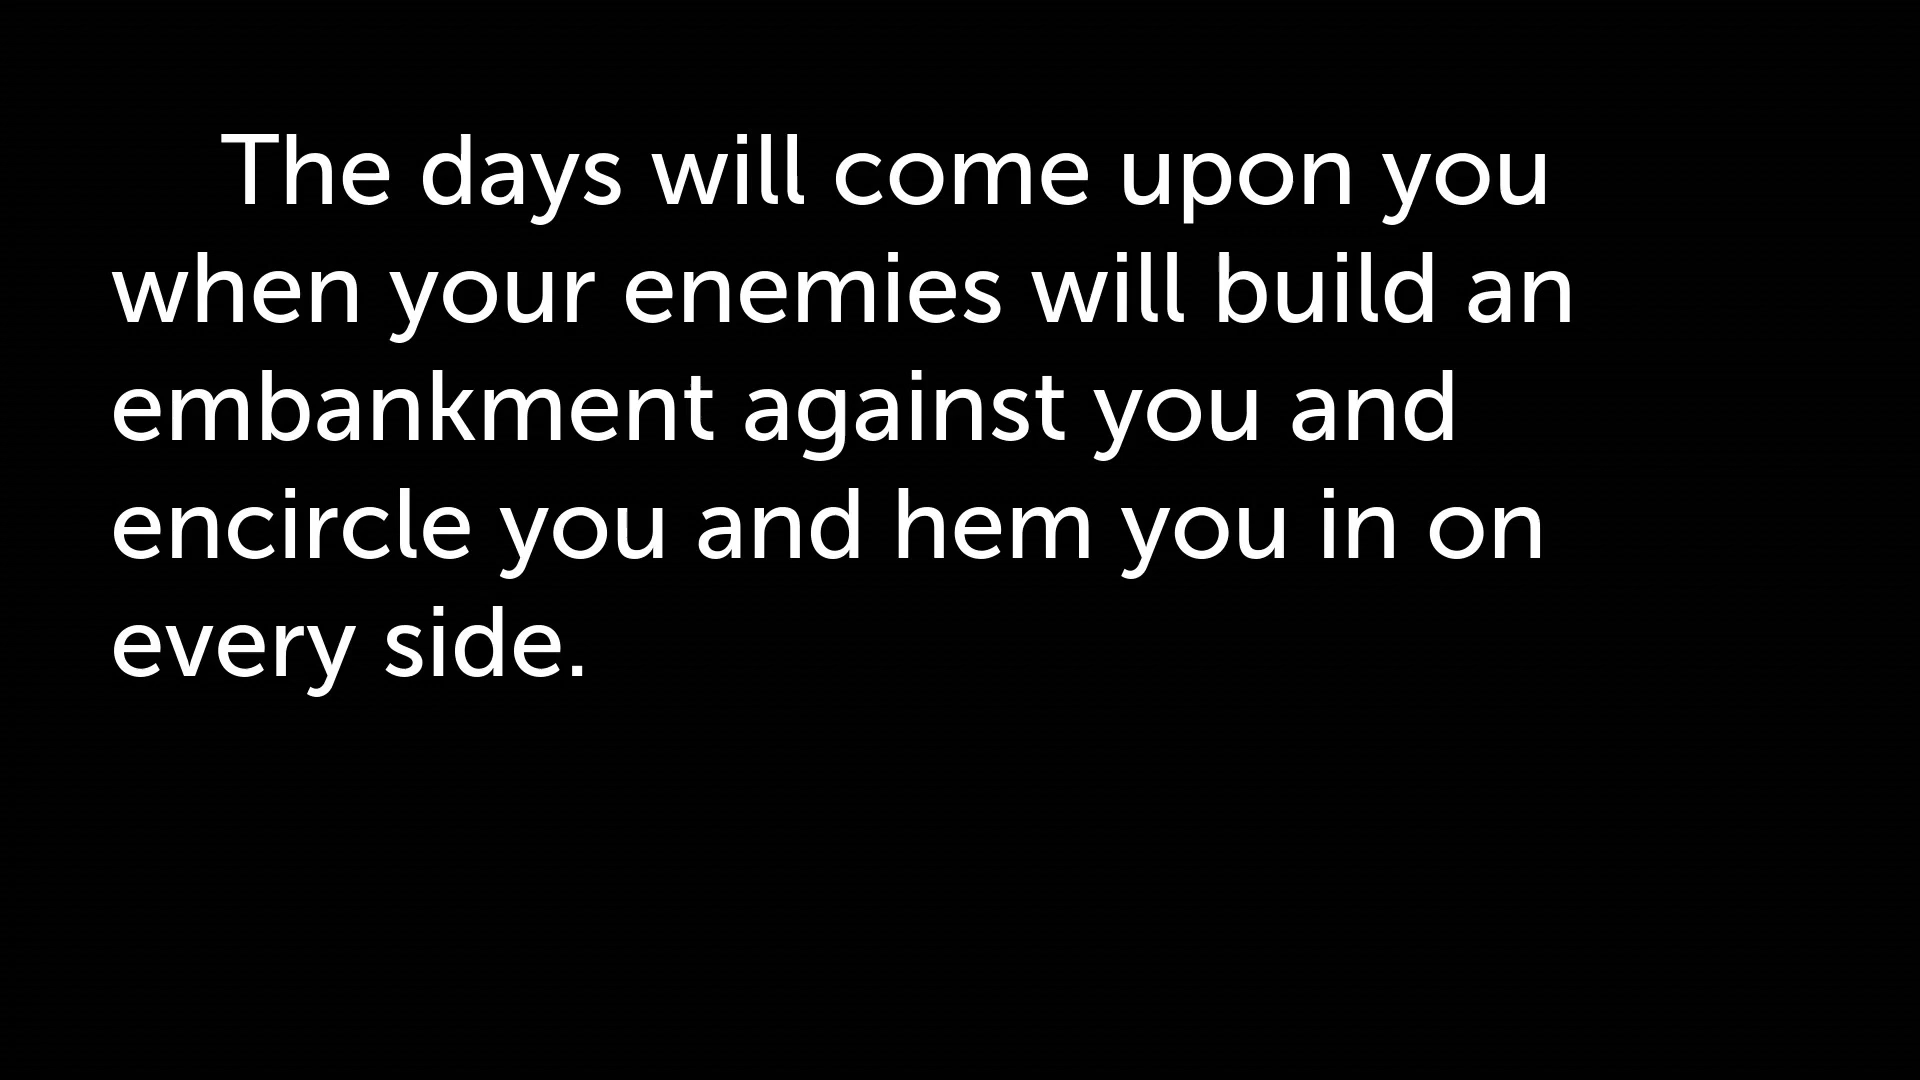 The days will come upon you
when your enemies will build an
embankment against you and
encircle you and hem you in on
every side.